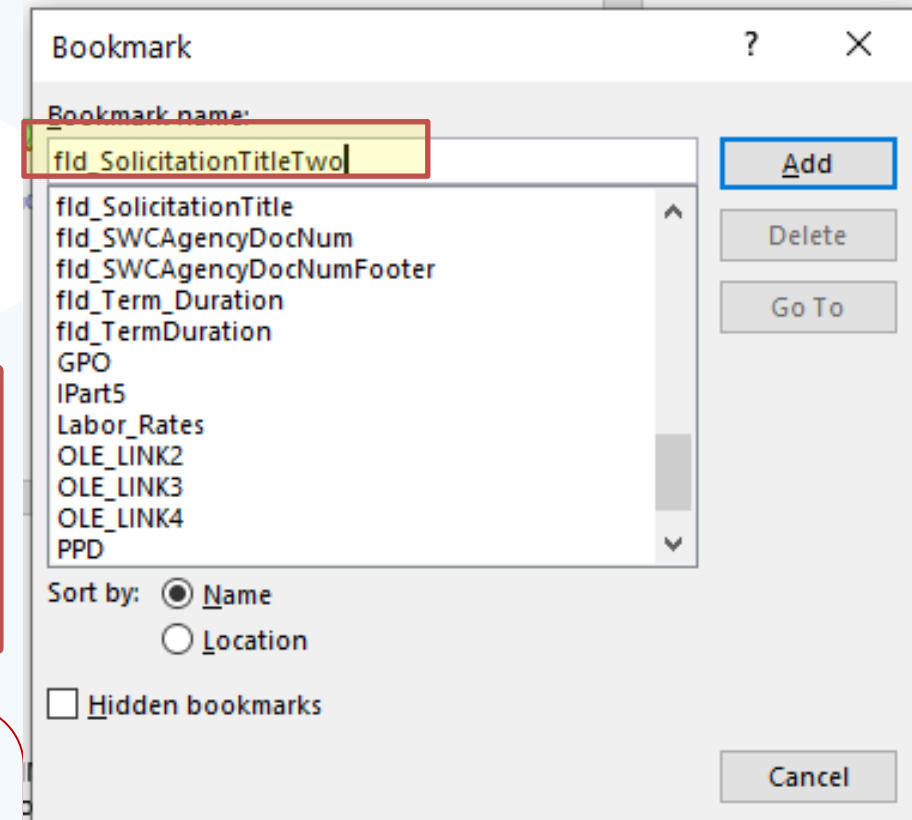 Bookmark
?
Bookmark name:
fld_SolicitationTitleTwo
Add
fld_SolicitationTitle
fld_SWCAgencyDocNum
fld_SWCAgencyDocNumFooter
fld_Term_Duration
fld_TermDuration
GPO
IPart5
Labor_Rates
OLE_LINK2
OLE_LINK3
OLE_LINK4
PPD
Delete
Go To
Sort by:
Name
Location
Hidden bookmarks
Cancel